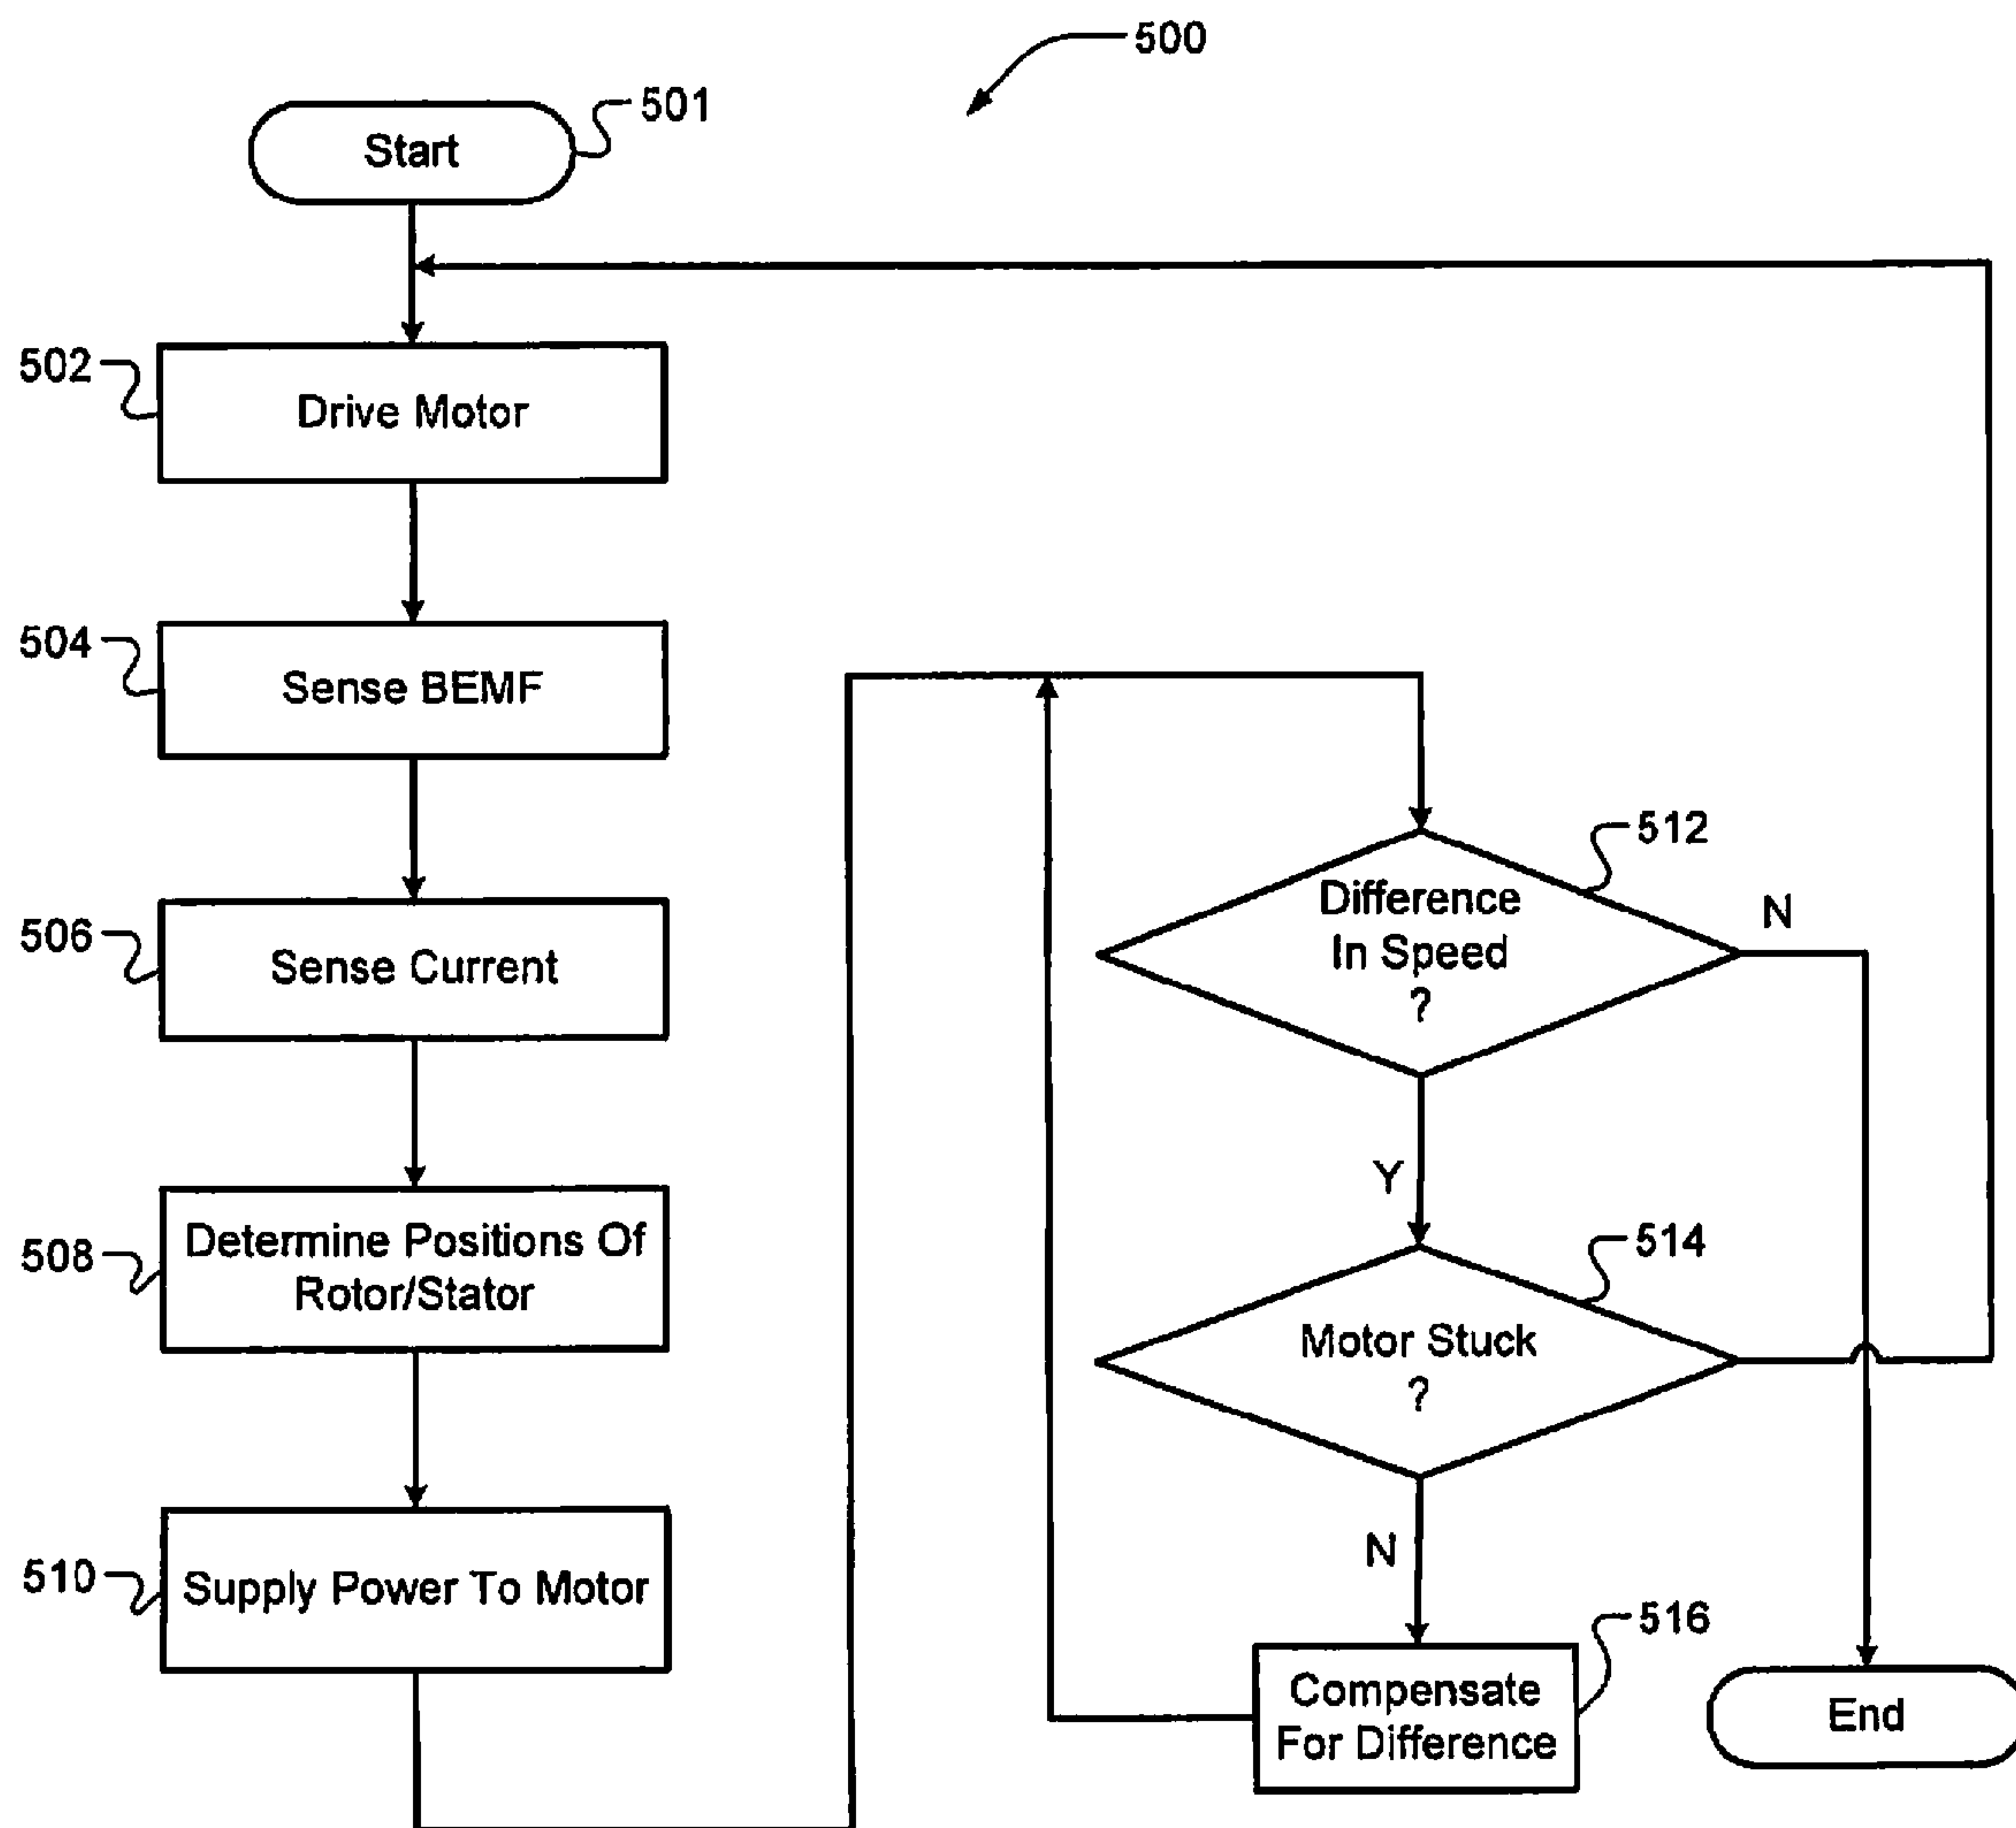 500
501
Start
502
Drive Motor
504
Sense BEMF
506
Sense Current
508
Determine Positions Of
Rotor/Stator
510
Supply Power To Motor
512
Difference
In Speed
?
N
Y
514
Motor Stuck
?
N
516
Compensate
For Difference
End